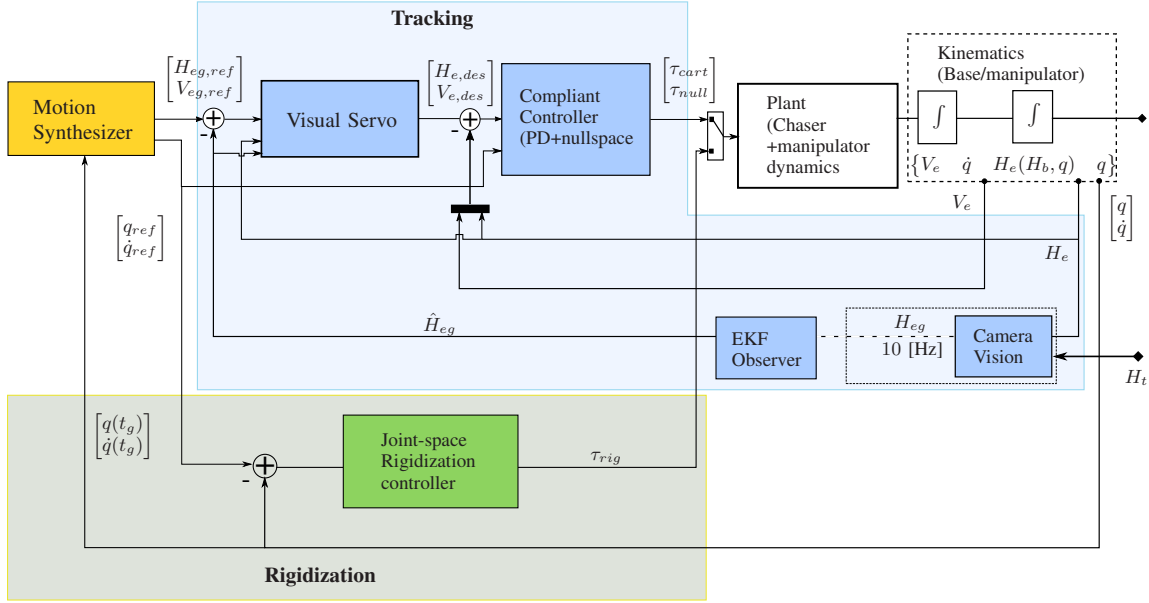 Tracking
[H_{eg,ref}
V_{eg,ref}]
[H_{e,des}
V_{e,des}]
[τ_{cart}
τ_{null}]
Kinematics
(Base/manipulator)
Motion
Synthesizer
-
Visual Servo
-
Compliant
Controller
(PD+nullspace
Plant
(Chaser
+manipulator
dynamics
∫
∫
{V_e q̇ H_e(H_b, q) q}
V_e
[q
q̇]
[q_{ref}
q̇_{ref}]
H_e
Ĥ_{eg}
EKF
Observer
H_{eg}
10 [Hz]
Camera
Vision
H_t
[q(t_g)
q̇(t_g)]
-
Joint-space
Rigidization
controller
τ_{rig}
Rigidization